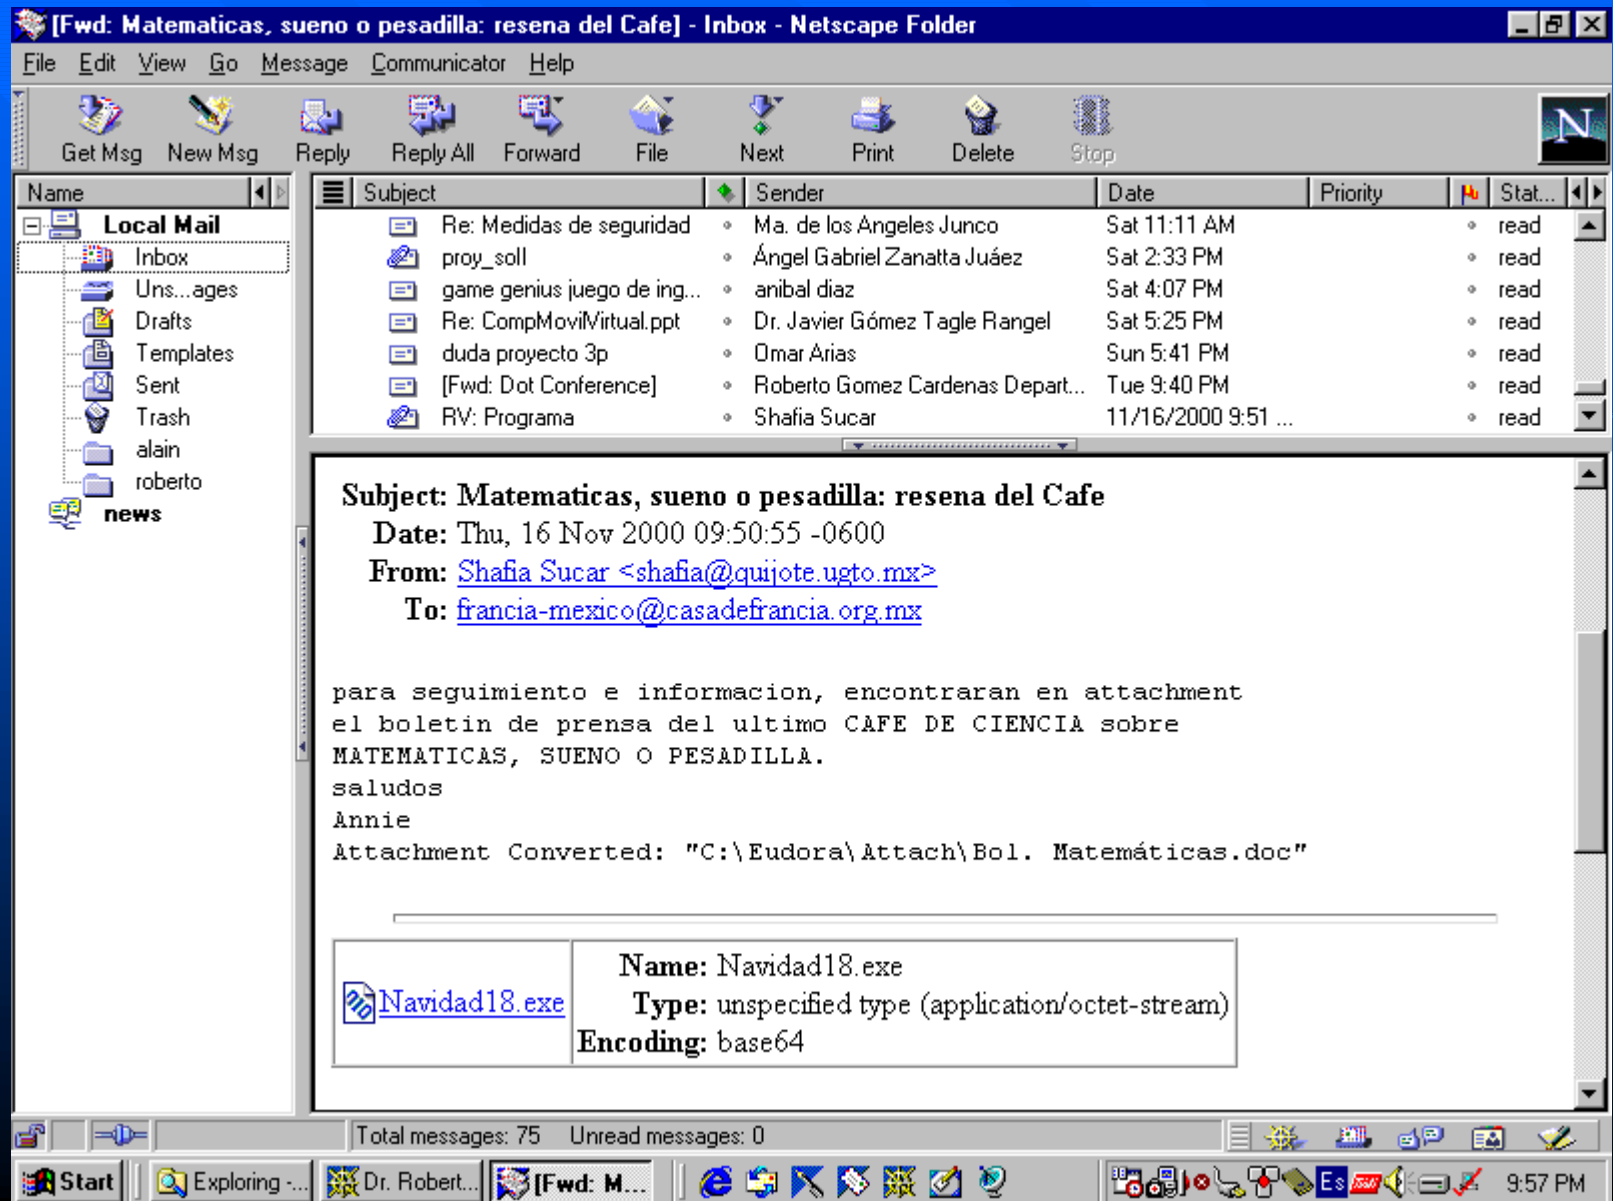 [Fwd: Matematicas, sueno o pesadilla: resena del Cafe] - Inbox - Netscape Folder
File Edit View Go Message Communicator Help
Get Msg New Msg Reply Reply All Forward File Next Print Delete Stop
N
Name Subject Sender Date Priority Stat...
Local Mail
Inbox
Uns...ages
Drafts
Templates
Sent
Trash
alain
roberto
news
Re: Medidas de seguridad Ma. de los Angeles Junco Sat 11:11 AM read
proy_soll Ángel Gabriel Zanatta Juáez Sat 2:33 PM read
game genius juego de ing... anibal diaz Sat 4:07 PM read
Re: CompMovilVirtual.ppt Dr. Javier Gómez Tagle Rangel Sat 5:25 PM read
duda proyecto 3p Omar Arias Sun 5:41 PM read
[Fwd: Dot Conference] Roberto Gomez Cardenas Depart... Tue 9:40 PM read
RV: Programa Shafia Sucar 11/16/2000 9:51 ... read
Subject: Matematicas, sueno o pesadilla: resena del Cafe
Date: Thu, 16 Nov 2000 09:50:55 -0600
From: Shafia Sucar <shafia@quijote.ugto.mx>
To: francia-mexico@casadefrancia.org.mx
para seguimiento e informacion, encontraran en attachment
el boletin de prensa del ultimo CAFE DE CIENCIA sobre
MATEMATICAS, SUENO O PESADILLA.
saludos
Annie
Attachment Converted: "C:\Eudora\Attach\Bol. Matemáticas.doc"
Navidad18.exe
Name: Navidad18.exe
Type: unspecified type (application/octet-stream)
Encoding: base64
Total messages: 75 Unread messages: 0
Start Exploring -... Dr. Robert... [Fwd: M... Es 9:57 PM